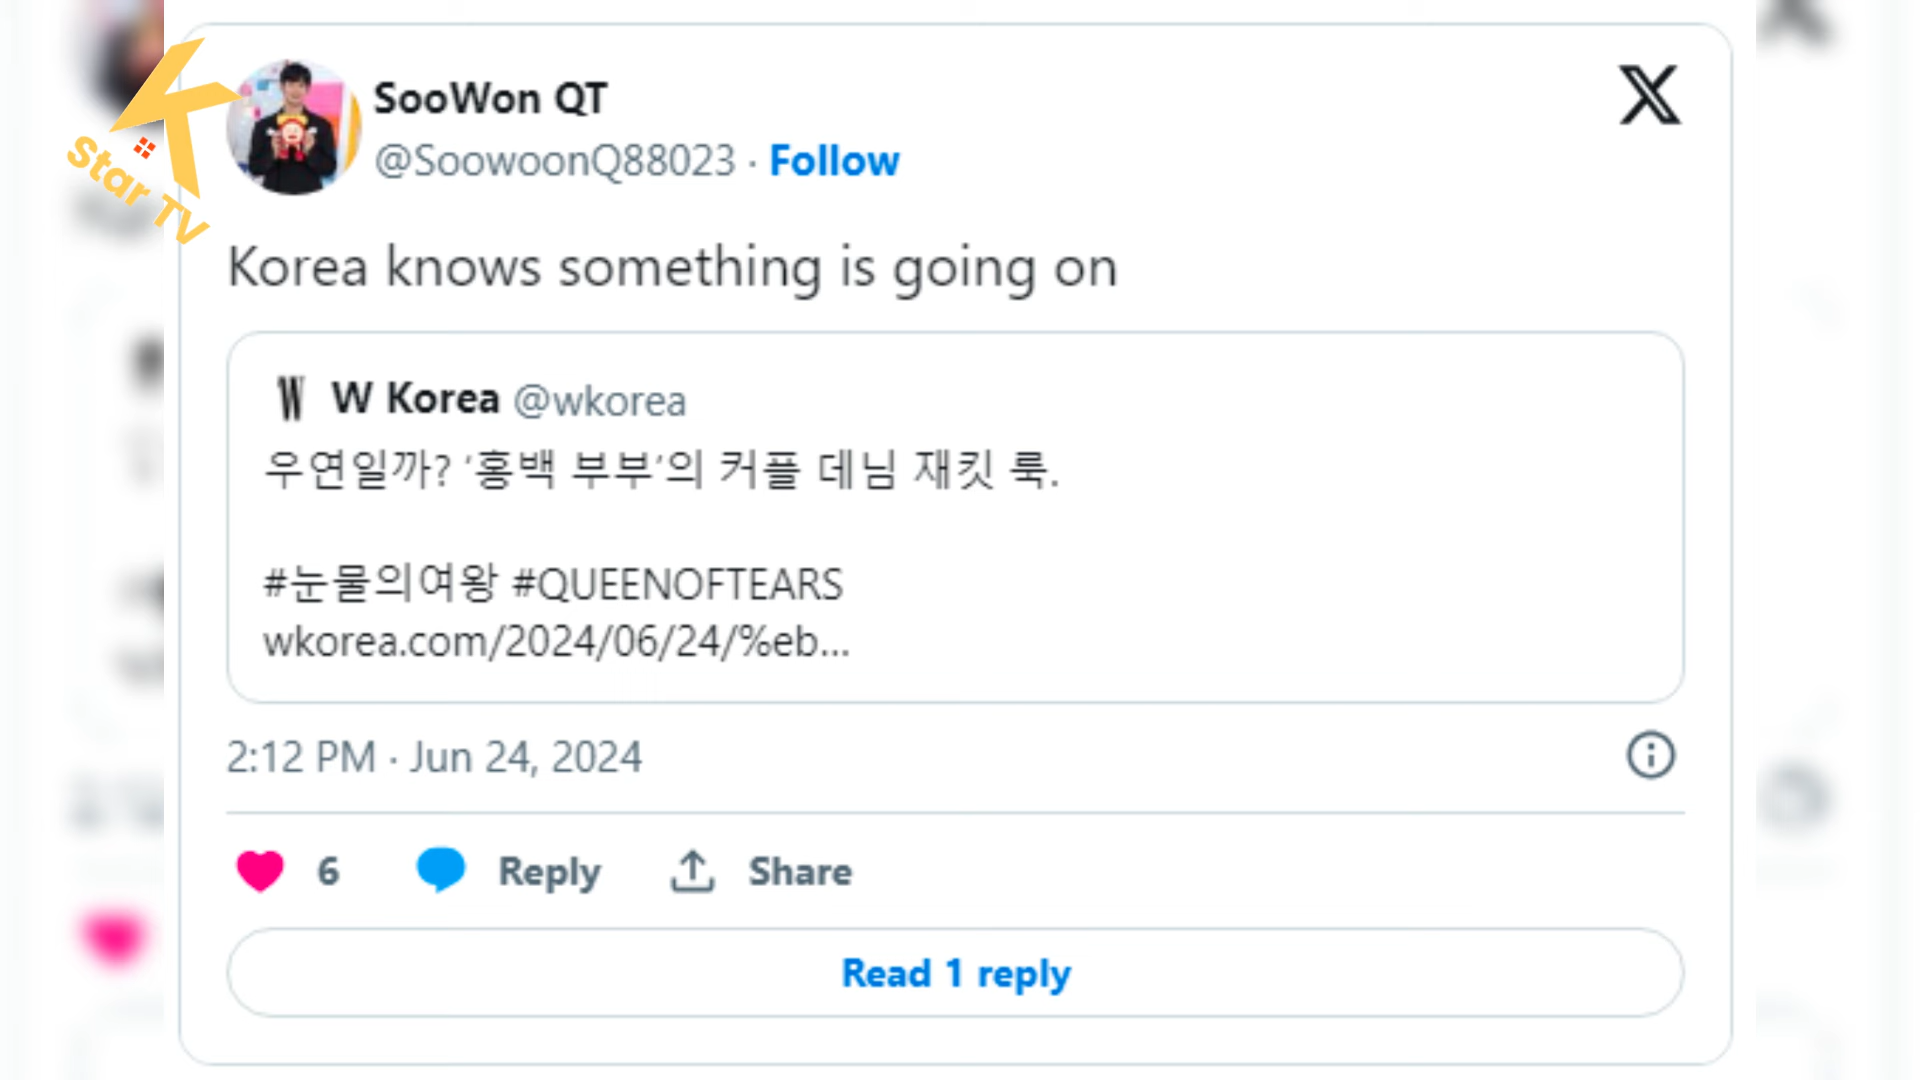 K
Star TV
SooWon QT
@SoowoonQ88023 · Follow
Korea knows something is going on
W W Korea @wkorea
우연일까? ‘홍백 부부’의 커플 데님 재킷 룩.
#눈물의여왕 #QUEENOFTEARS
wkorea.com/2024/06/24/%eb...
2:12 PM · Jun 24, 2024
6 Reply Share
Read 1 reply